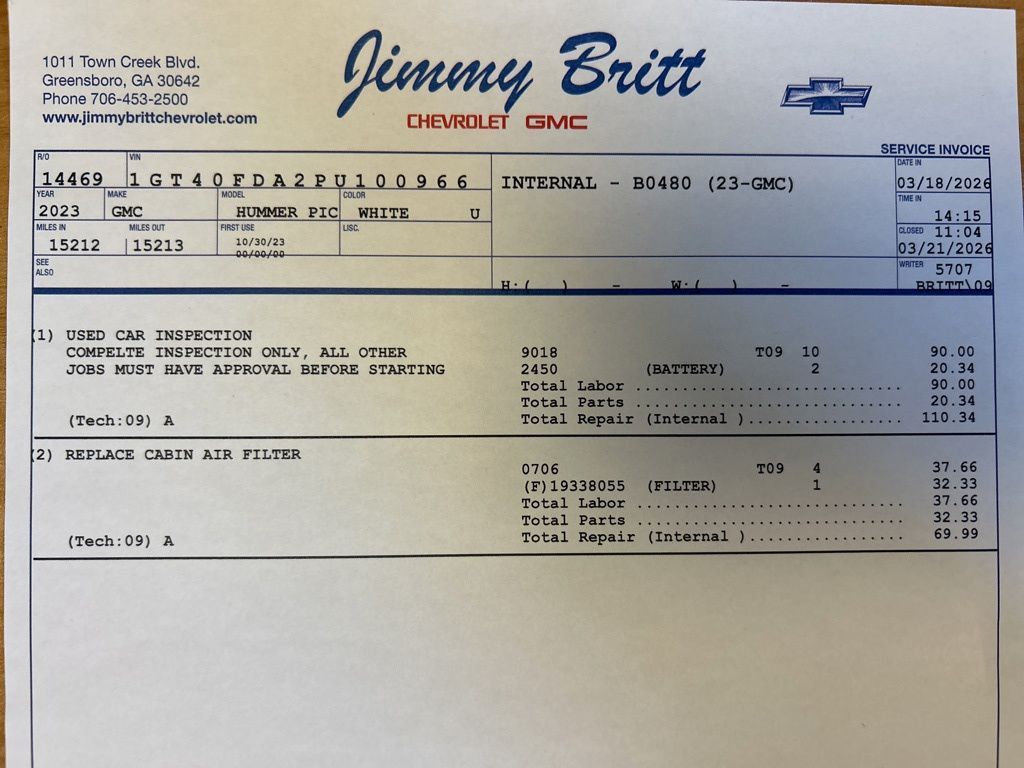 1011 Town Creek Blvd.
Greensboro, GA 30642
Phone 706-453-2500
www.jimmybrittchevrolet.com
Jimmy Britt
CHEVROLET GMC
SERVICE INVOICE
R/O VIN DATE IN
14469 1GT40FDA2PU100966 INTERNAL - B0480 (23-GMC) 03/18/2026
YEAR MAKE MODEL COLOR TIME IN
2023 GMC HUMMER PIC WHITE U 14:15
MILES IN MILES OUT FIRST USE LISC. CLOSED 11:04
15212 15213 10/30/23 03/21/2026
00/00/00
SEE ALSO WRITER 5707
H:( ) - W:( ) - BRITT\09
(1) USED CAR INSPECTION
COMPELTE INSPECTION ONLY, ALL OTHER 9018 T09 10 90.00
JOBS MUST HAVE APPROVAL BEFORE STARTING 2450 (BATTERY) 2 20.34
Total Labor .............................. 90.00
Total Parts .............................. 20.34
(Tech:09) A Total Repair (Internal )................. 110.34
(2) REPLACE CABIN AIR FILTER
0706 T09 4 37.66
(F)19338055 (FILTER) 1 32.33
Total Labor .............................. 37.66
Total Parts .............................. 32.33
(Tech:09) A Total Repair (Internal )................. 69.99